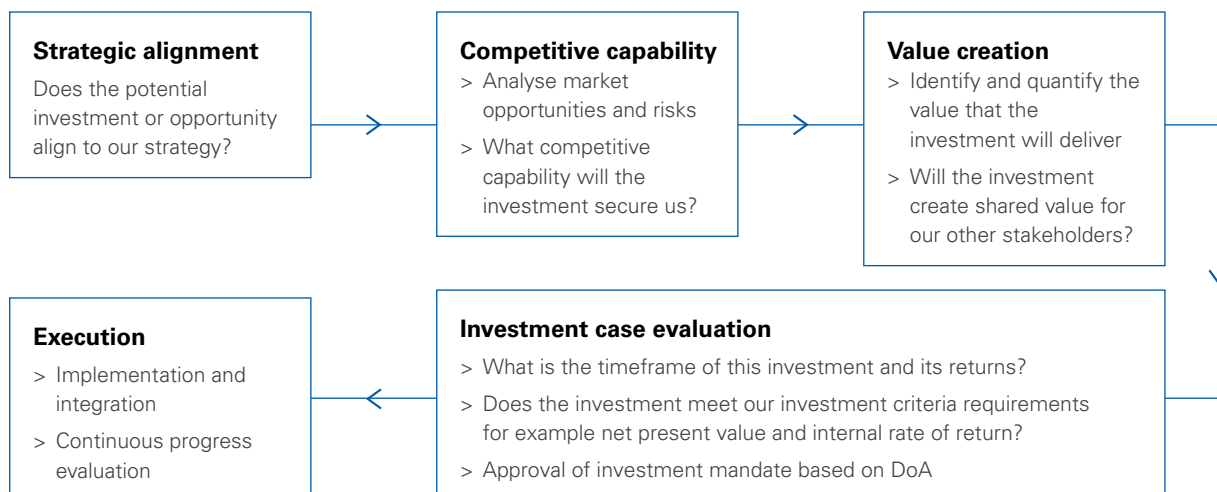 Strategic alignment
Does the potential
investment or opportunity
align to our strategy?
Competitive capability
> Analyse market
opportunities and risks
> What competitive
capability will the
investment secure us?
Value creation
> Identify and quantify the
value that the
investment will deliver
> Will the investment
create shared value for
our other stakeholders?
Investment case evaluation
> What is the timeframe of this investment and its returns?
> Does the investment meet our investment criteria requirements
for example net present value and internal rate of return?
> Approval of investment mandate based on DoA
Execution
> Implementation and
integration
> Continuous progress
evaluation